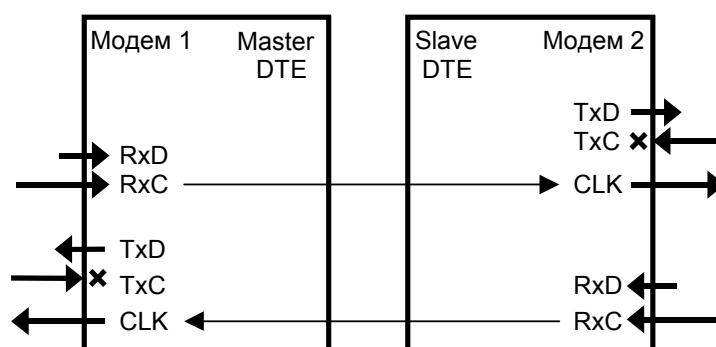 Модем 1
Master
DTE
RxD
RxC
TxD
TxC
CLK
Slave
DTE
Модем 2
TxD
TxC
CLK
RxD
RxC